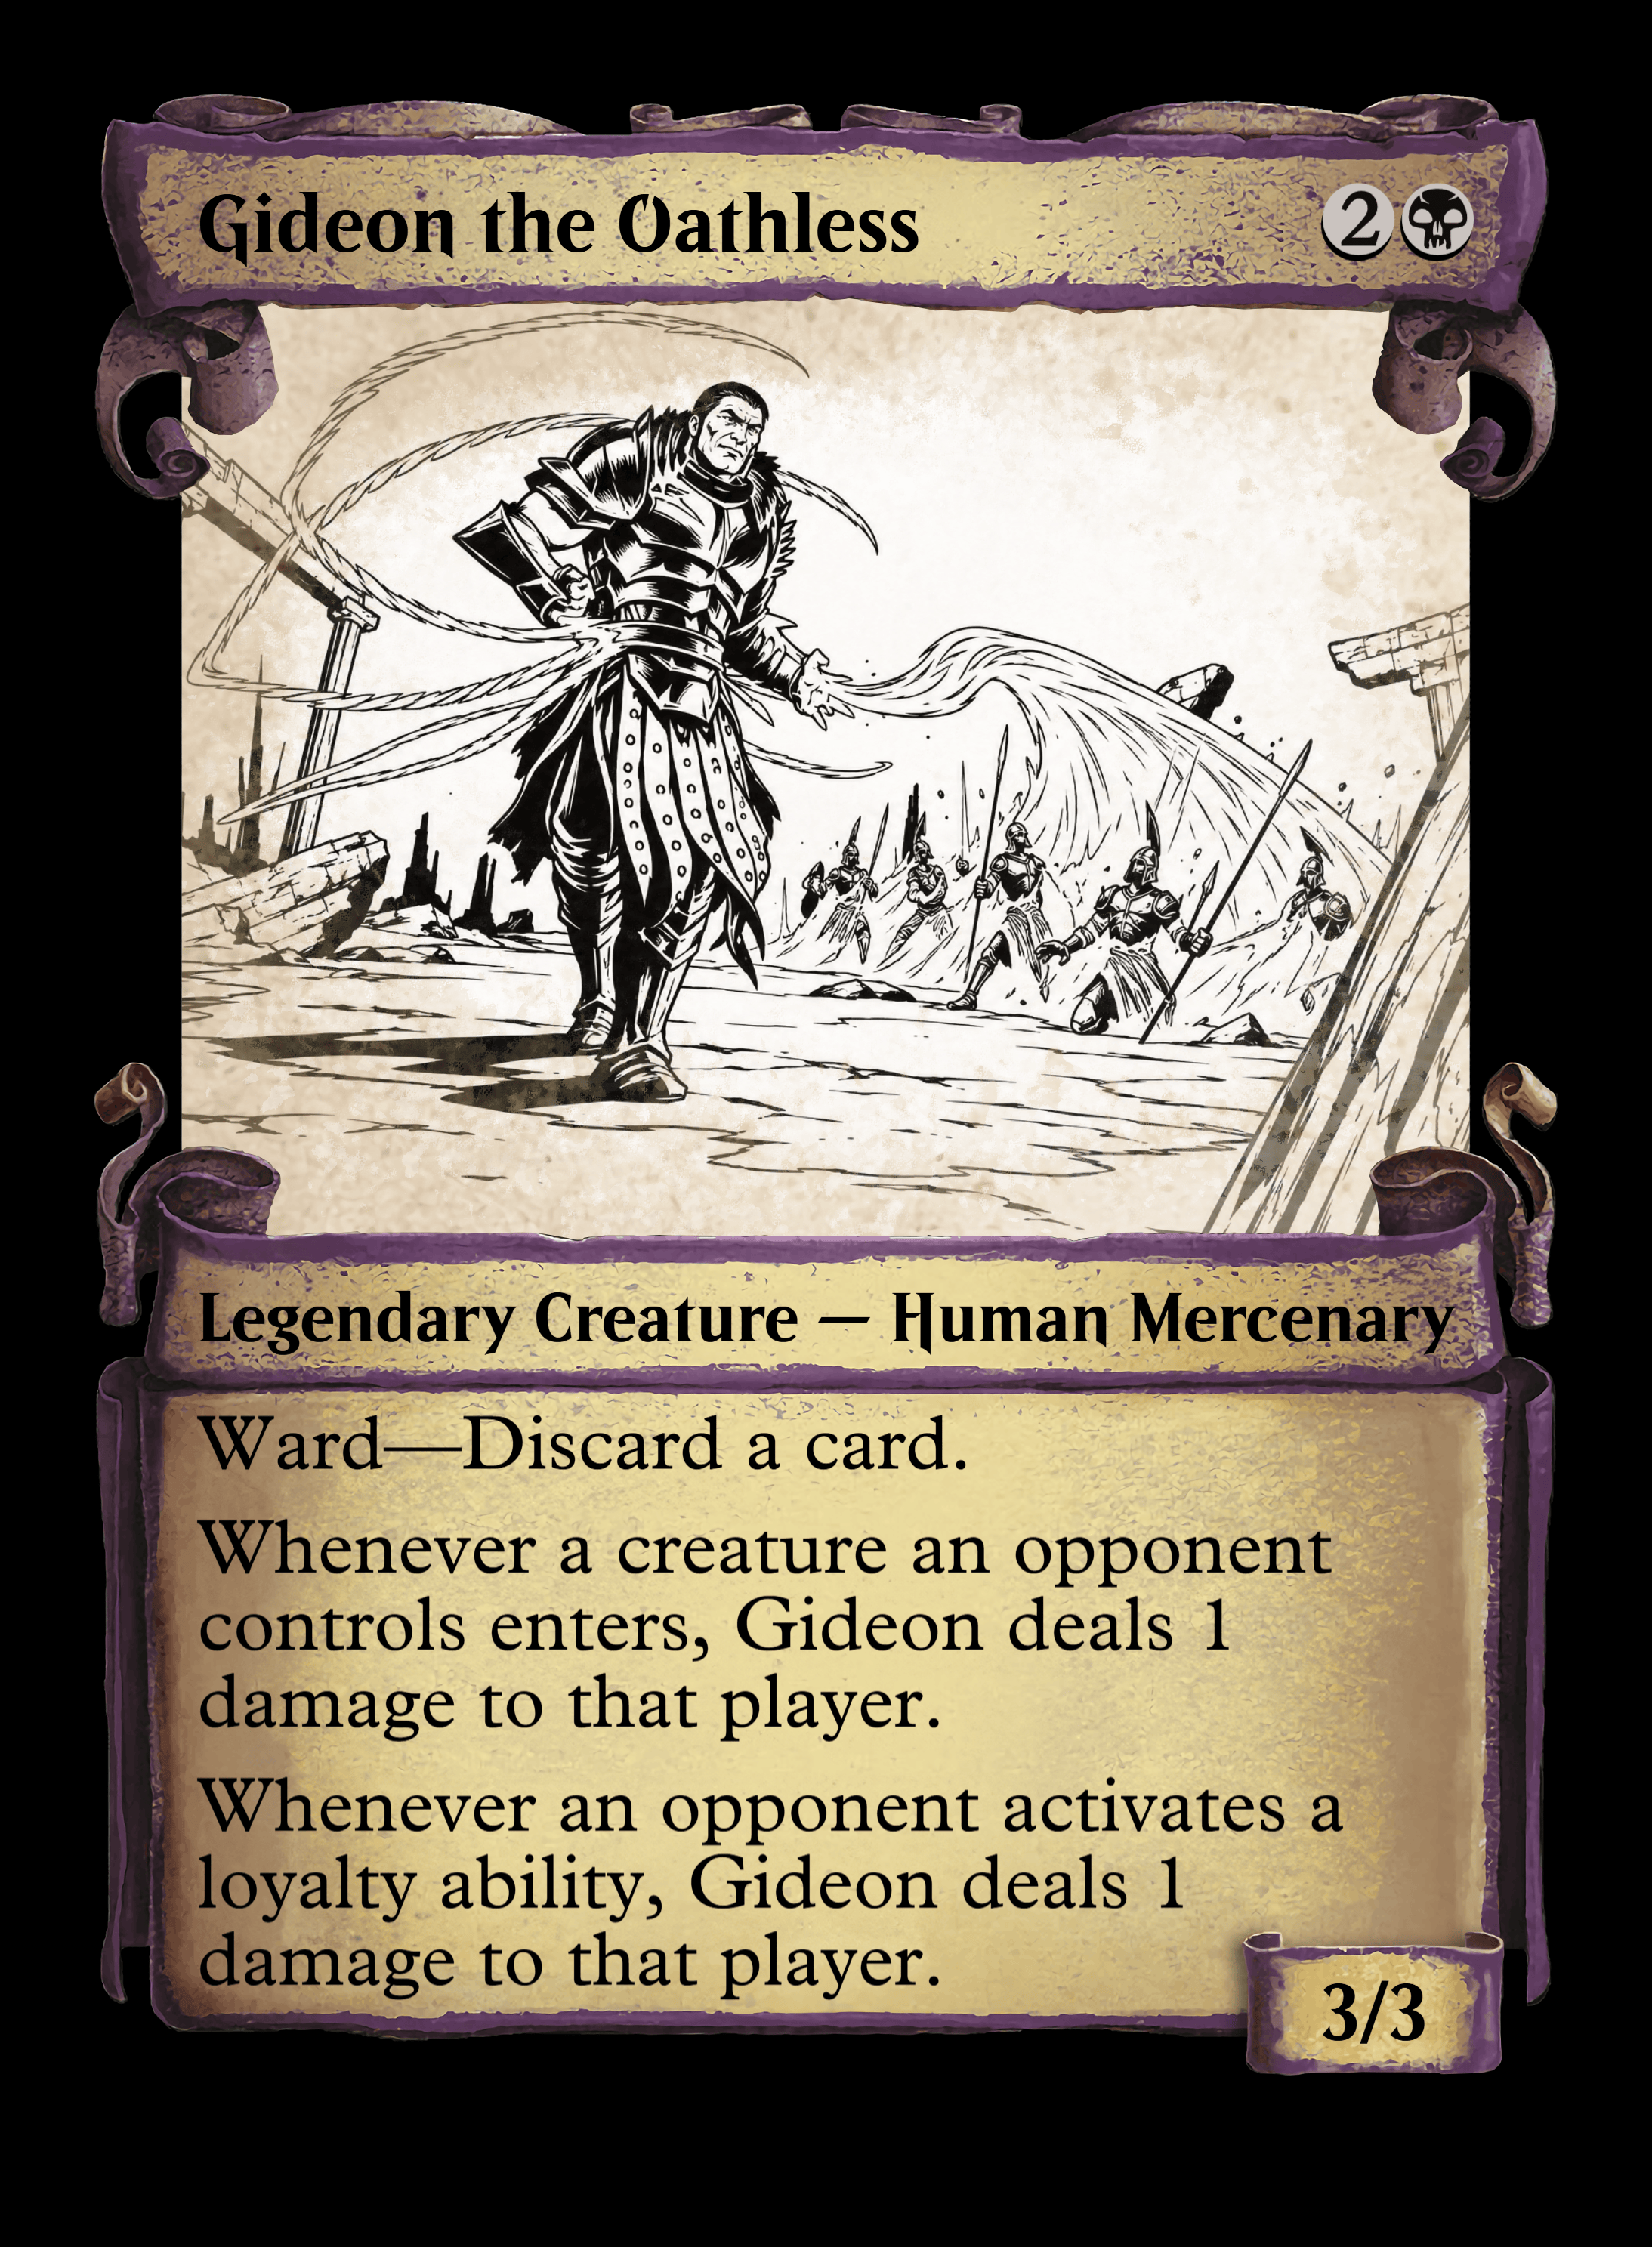 Gideon the Oathless 2
Legendary Creature — Human Mercenary
Ward—Discard a card.
Whenever a creature an opponent
controls enters, Gideon deals 1
damage to that player.
Whenever an opponent activates a
loyalty ability, Gideon deals 1
damage to that player.
3/3